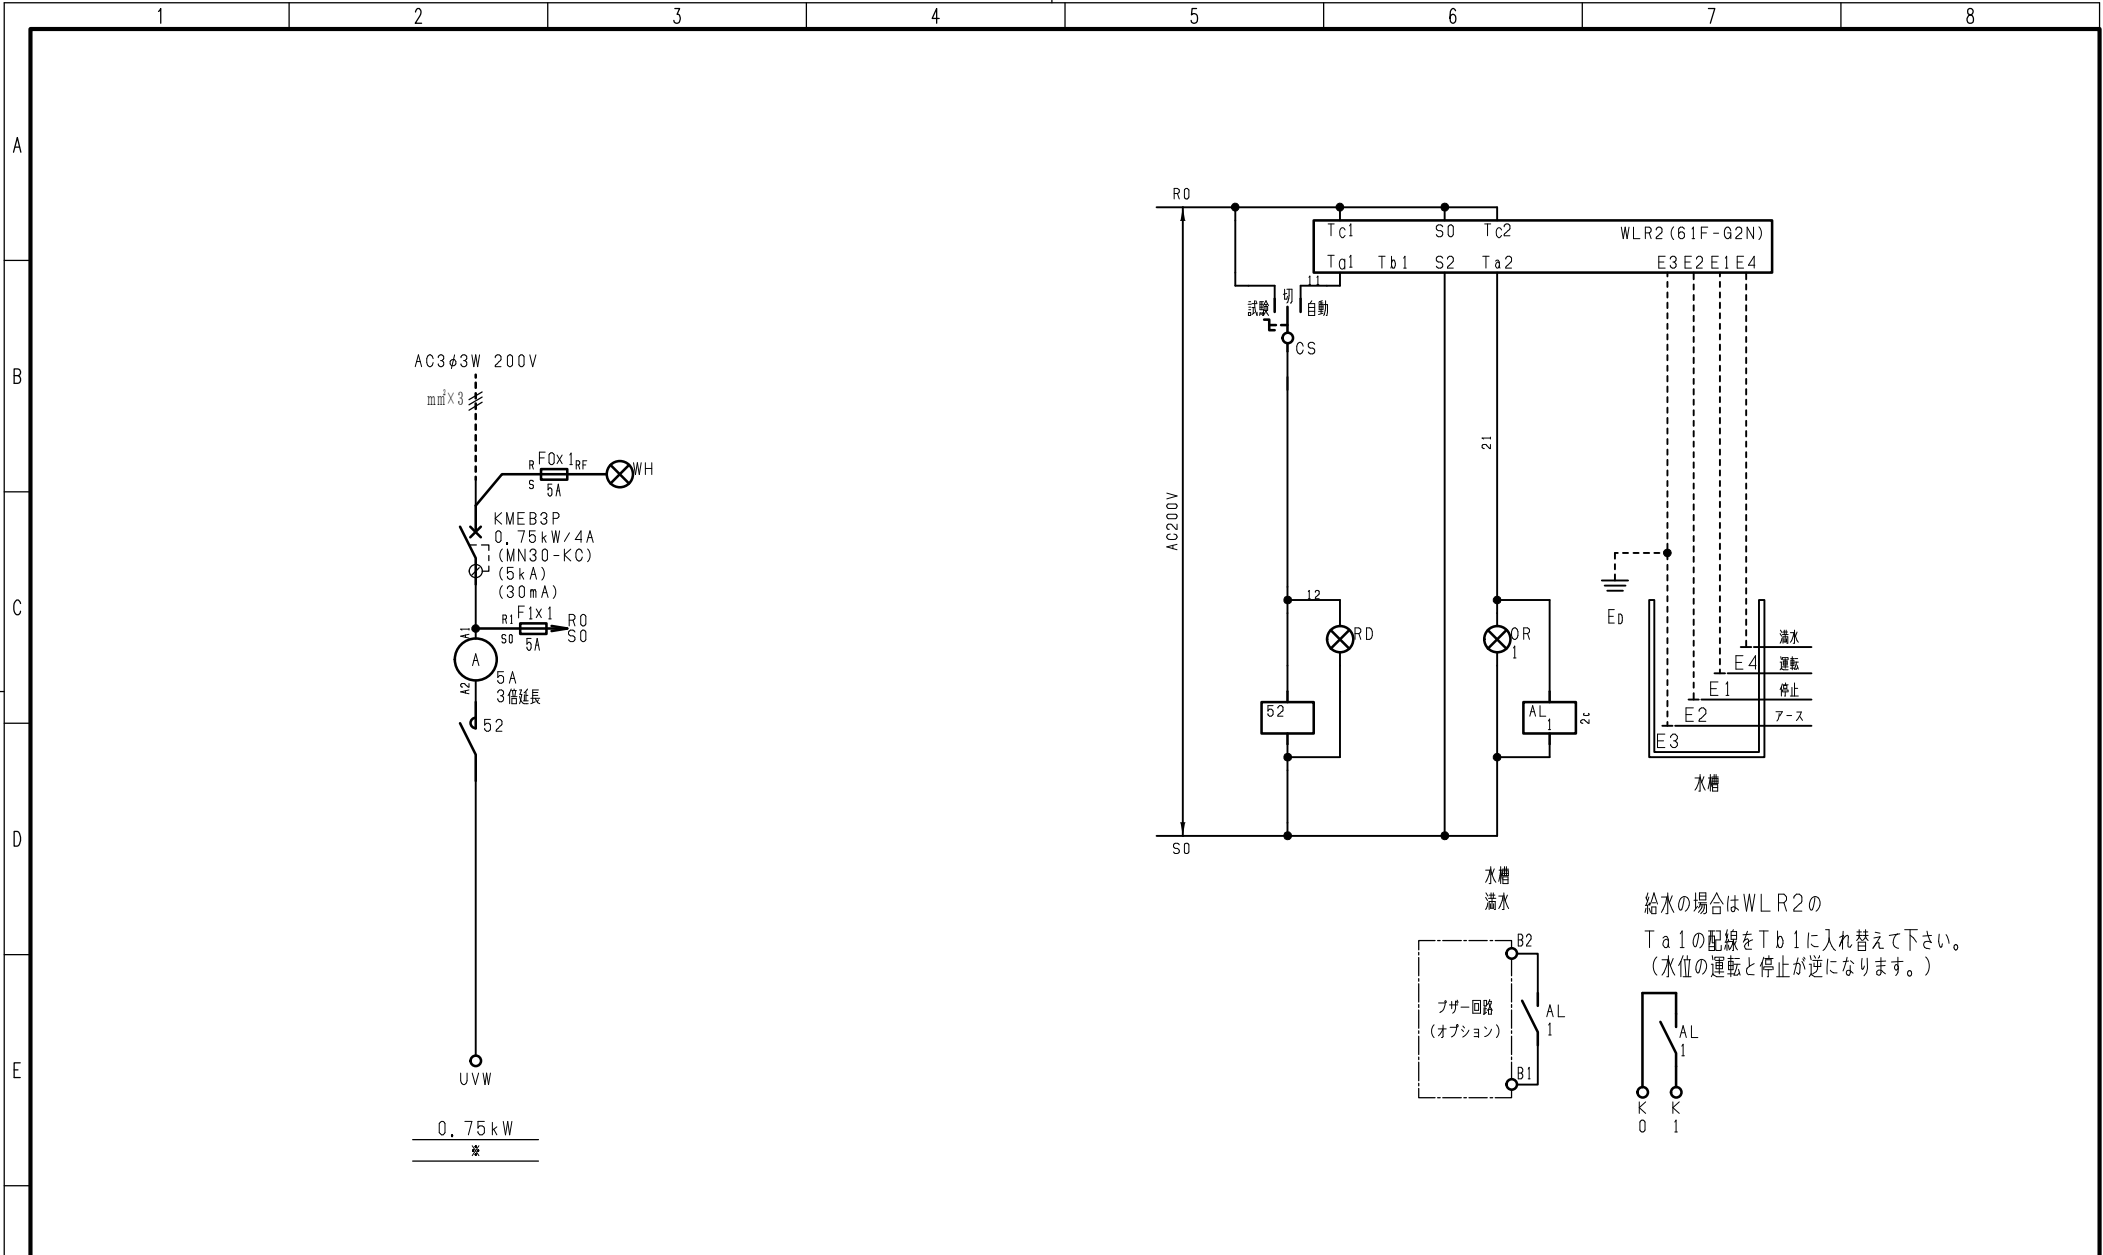 1 2 3 4 5 6 7 8
A
B
C
D
E
AC3φ3W 200V
mm²×3
R F0×1 RF WH
S 5A
KMEB3P
0.75kW/4A
(MN30-KC)
(5kA)
(30mA)
R1 F1×1 R0
S0 5A S0
A1
A
A2
5A
3倍延長
52
UVW
0.75kW
※
R0
Tc1 S0 Tc2 WLR2(61F-G2N)
Ta1 Tb1 S2 Ta2 E3 E2 E1 E4
11
試験 切 自動
CS
21
AC200V
12
RD
OR
1
52
AL
1
2c
ED
満水
E4 運転
E1 停止
E2 アース
E3
水槽
S0
水槽
満水
給水の場合はWLR2の
Ta1の配線をTb1に入れ替えて下さい。
(水位の運転と停止が逆になります。)
B2
ブザー回路
(オプション)
AL
1
B1
AL
1
K
0
K
1